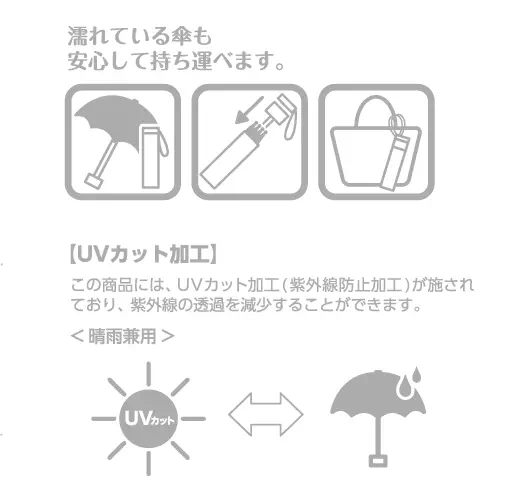 濡れている傘も
安心して持ち運べます。
【UVカット加工】
この商品には、UVカット加工(紫外線防止加工)が施され
ており、紫外線の透過を減少することができます。
＜晴雨兼用＞
UVカット